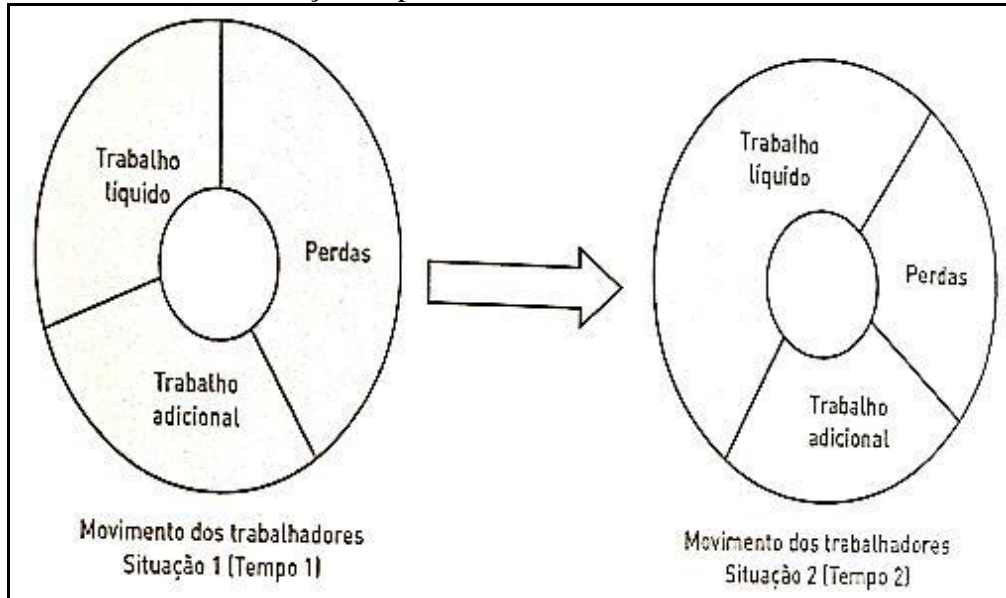 Trabalho
líquido
Perdas
Trabalho
adicional
Movimento dos trabalhadores
Situação 1 (Tempo 1)
Trabalho
líquido
Perdas
Trabalho
adicional
Movimento dos trabalhadores
Situação 2 (Tempo 2)